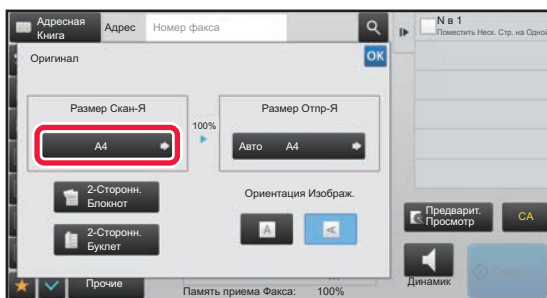 Адресная
Книга
Адрес
Номер факса
N в 1
Поместить Неск. Стр. на Одной
Оригинал
OK
Размер Скан-Я
100%
Размер Отпр-Я
A4
Авто A4
2-Сторонн.
Блокнот
Ориентация Изображ.
A
A
2-Сторонн.
Буклет
Предварит.
Просмотр
CA
Прочие
Память приема Факса: 100%
Динамик